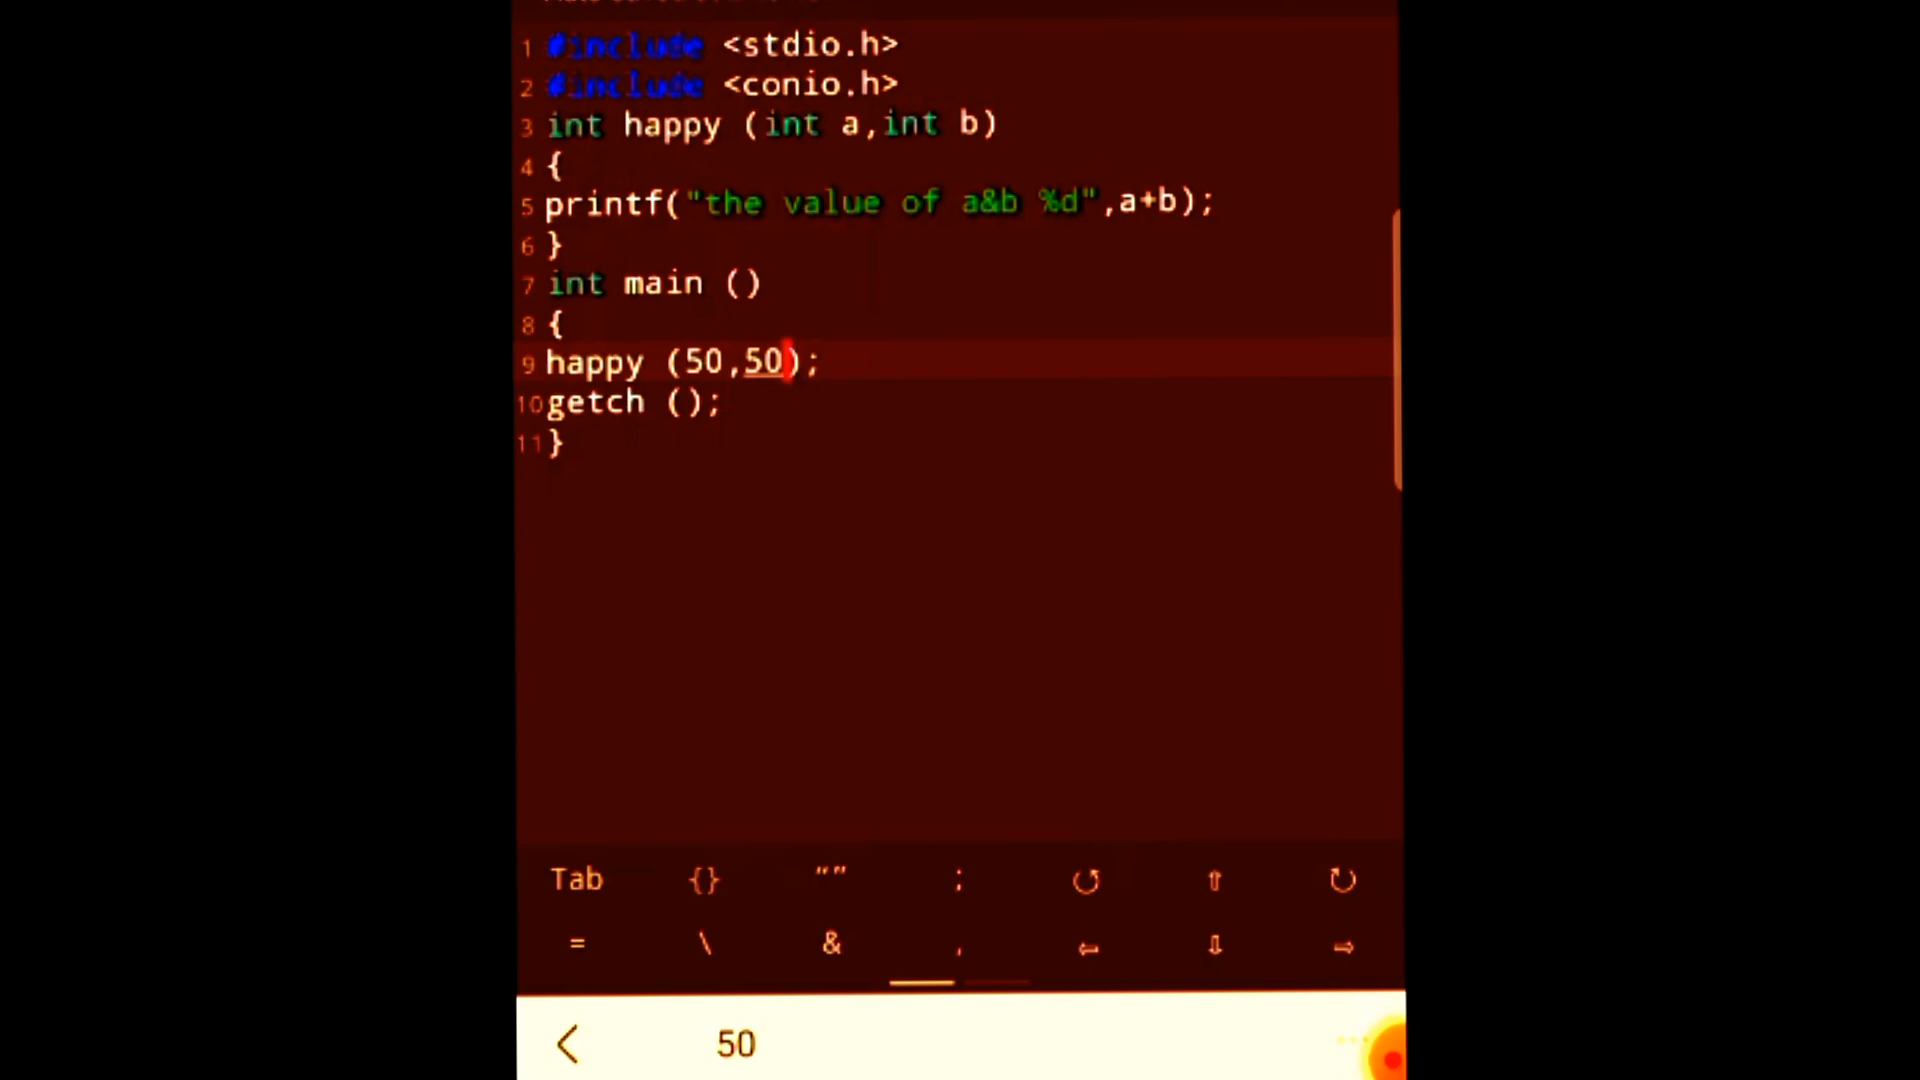 1 #include <stdio.h>
2 #include <conio.h>
3 int happy (int a,int b)
4 {
5 printf("the value of a&b %d",a+b);
6 }
7 int main ()
8 {
9 happy (50,50);
10 getch ();
11 }
Tab {} "" ; ↺ ⇧ ↻
= \ & , ⇦ ⇩ ⇨
< 50 ...